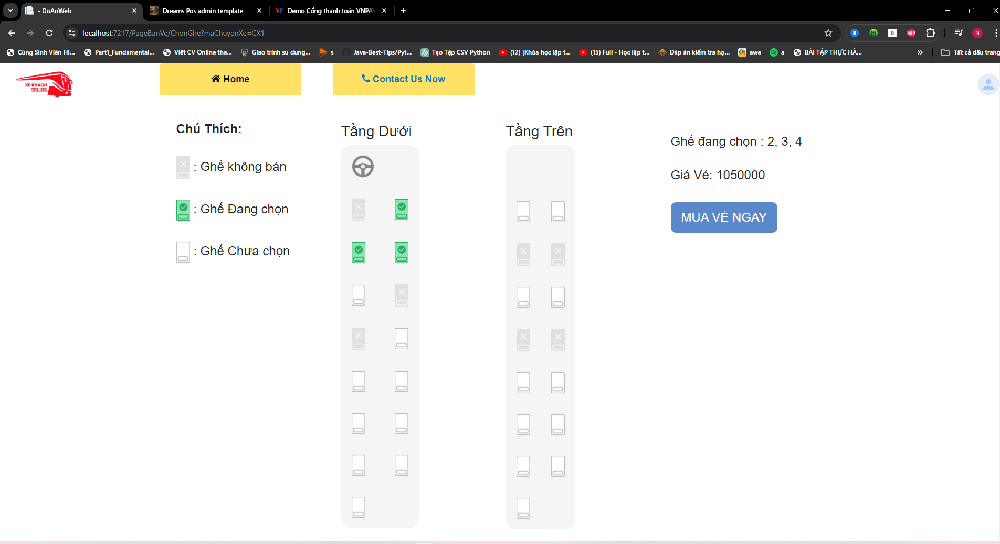 - DoAnWeb
Dreams Pos admin template
VP Demo Cổng thanh toán VNPAY
localhost:7217/PageBanVe/ChonGhe?maChuyenXe=CX1
B
ABP
N
Cùng Sinh Viên HI...
Part1_Fundamental...
Viết CV Online the...
Giao trinh su dung...
s
Java-Best-Tips/Pyt...
Tạo Tệp CSV Python
(12) [Khóa học lập t...
(15) Full - Học lập t...
Đáp án kiểm tra họ...
awe
a
BÀI TẬP THỰC HÀ...
Tất cả dấu trang
XE KHÁCH
ONLINE
Home
Contact Us Now
Chú Thích:
: Ghế không bán
: Ghế Đang chọn
: Ghế Chưa chọn
Tầng Dưới
Tầng Trên
Ghế đang chọn : 2, 3, 4
Giá Vé: 1050000
MUA VÉ NGAY